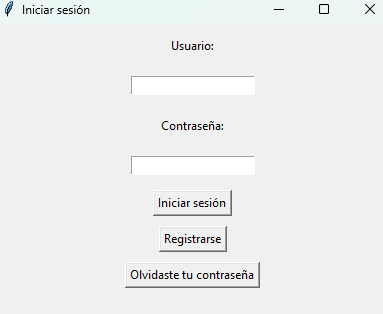 Iniciar sesión
Usuario:
Contraseña:
Iniciar sesión
Registrarse
Olvidaste tu contraseña